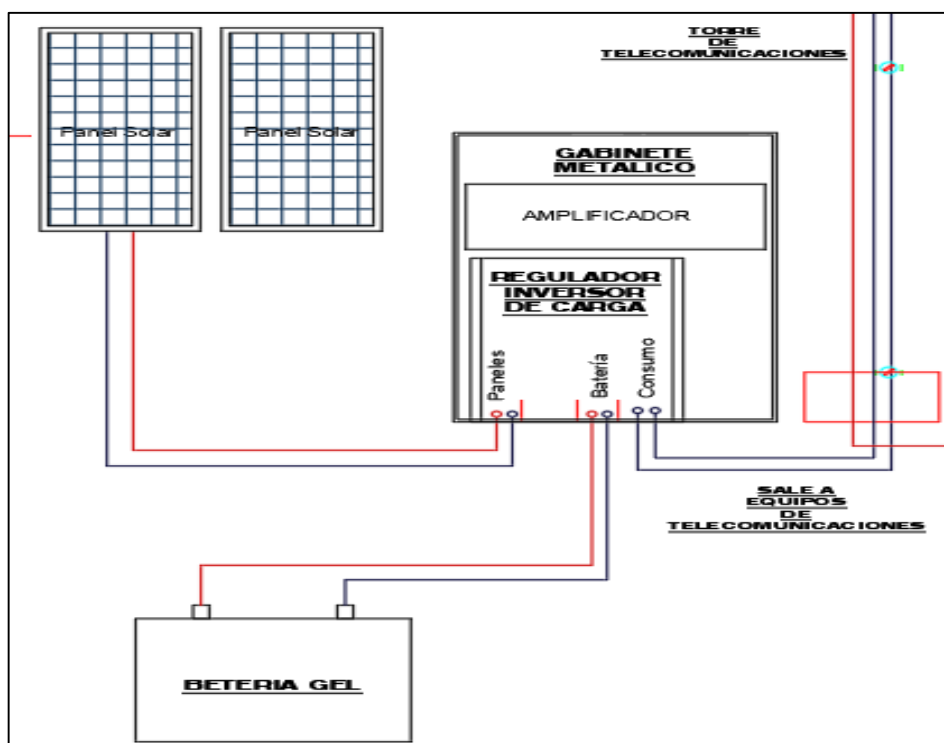 TORRE
DE
TELECOMUNICACIONES
Panel Solar
Panel Solar
GABINETE
METALICO
AMPLIFICADOR
REGULADOR
INVERSOR
DE CARGA
Paneles
Batería
Consumo
SALE A
EQUIPOS
DE
TELECOMUNICACIONES
BETERIA GEL